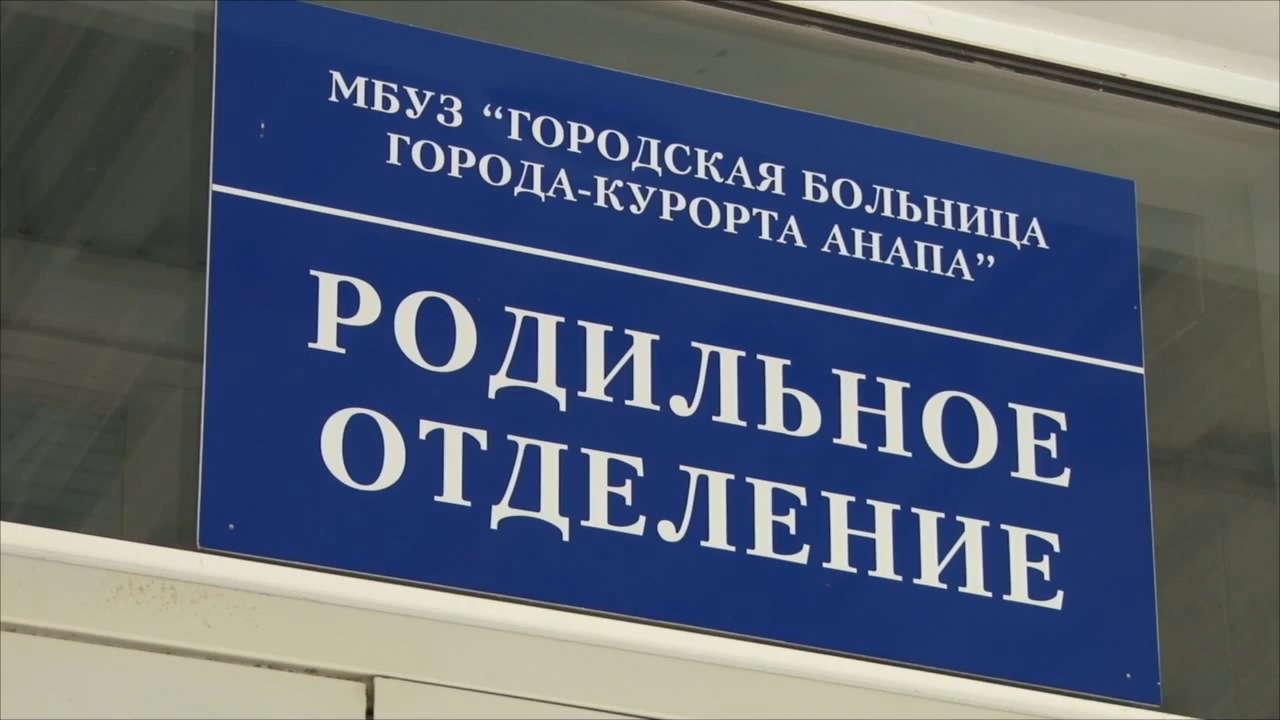 МБУЗ “ГОРОДСКАЯ БОЛЬНИЦА
ГОРОДА-КУРОРТА АНАПА”
РОДИЛЬНОЕ
ОТДЕЛЕНИЕ